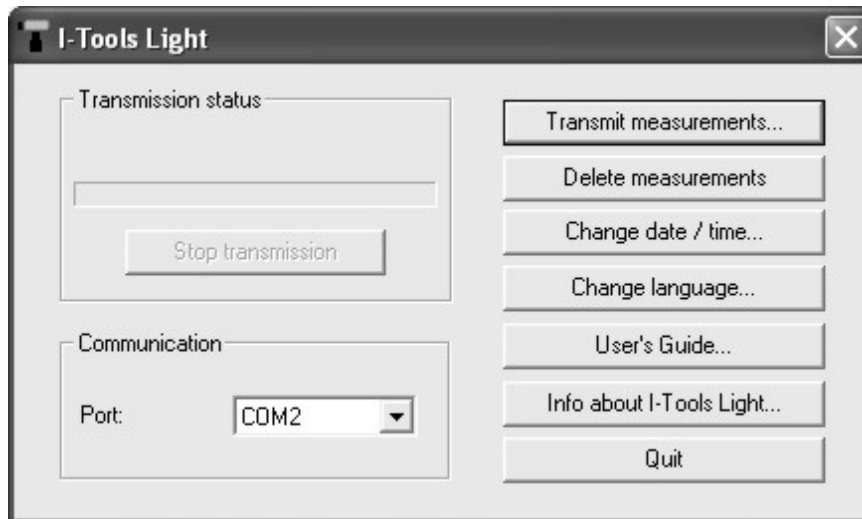 I-Tools Light
Transmission status
Stop transmission
Communication
Port:
COM2
Transmit measurements...
Delete measurements
Change date / time...
Change language...
User's Guide...
Info about I-Tools Light...
Quit